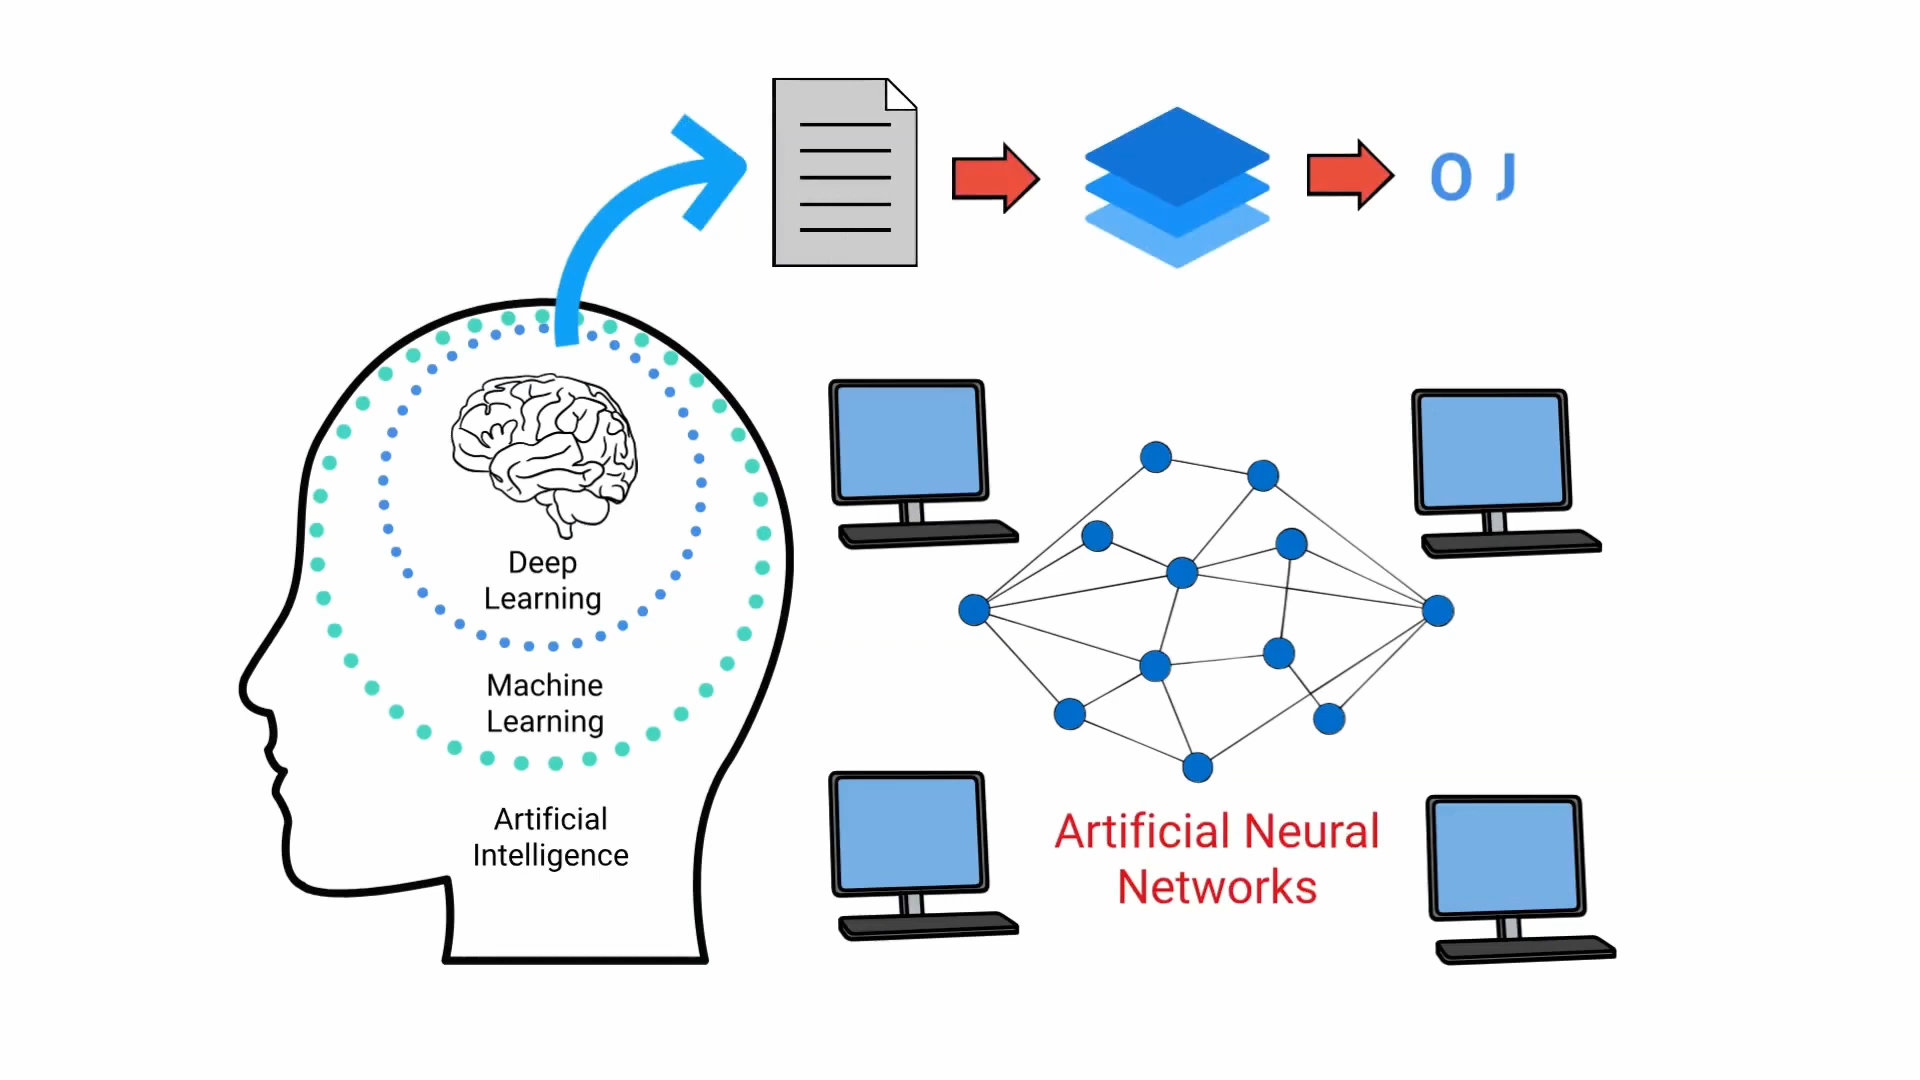 O J
Deep
Learning
Machine
Learning
Artificial
Intelligence
Artificial Neural
Networks